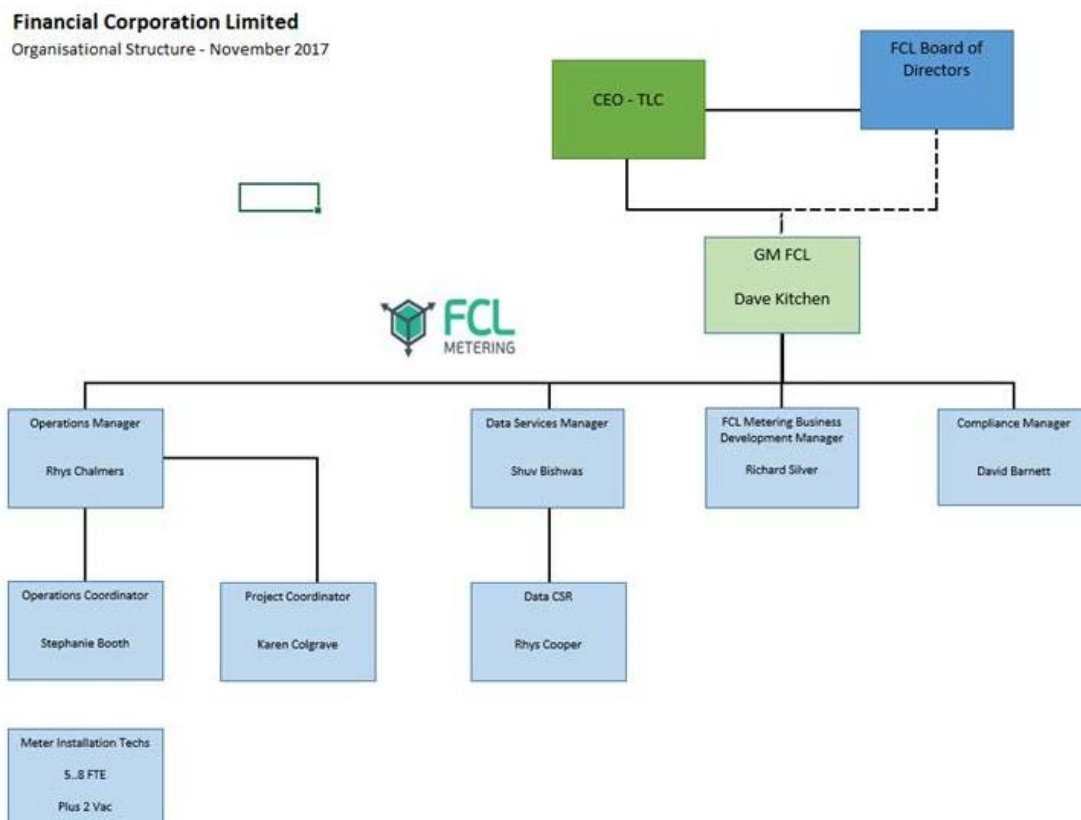 Financial Corporation Limited
Organisational Structure - November 2017
FCL Board of
Directors
CEO - TLC
GM FCL
Dave Kitchen
FCL
METERING
Operations Manager
Rhys Chalmers
Data Services Manager
Shuv Bishwas
FCL Metering Business
Development Manager
Richard Silver
Compliance Manager
David Barnett
Operations Coordinator
Stephanie Booth
Project Coordinator
Karen Colgrave
Data CSR
Rhys Cooper
Meter Installation Techs
5..8 FTE
Plus 2 Vac